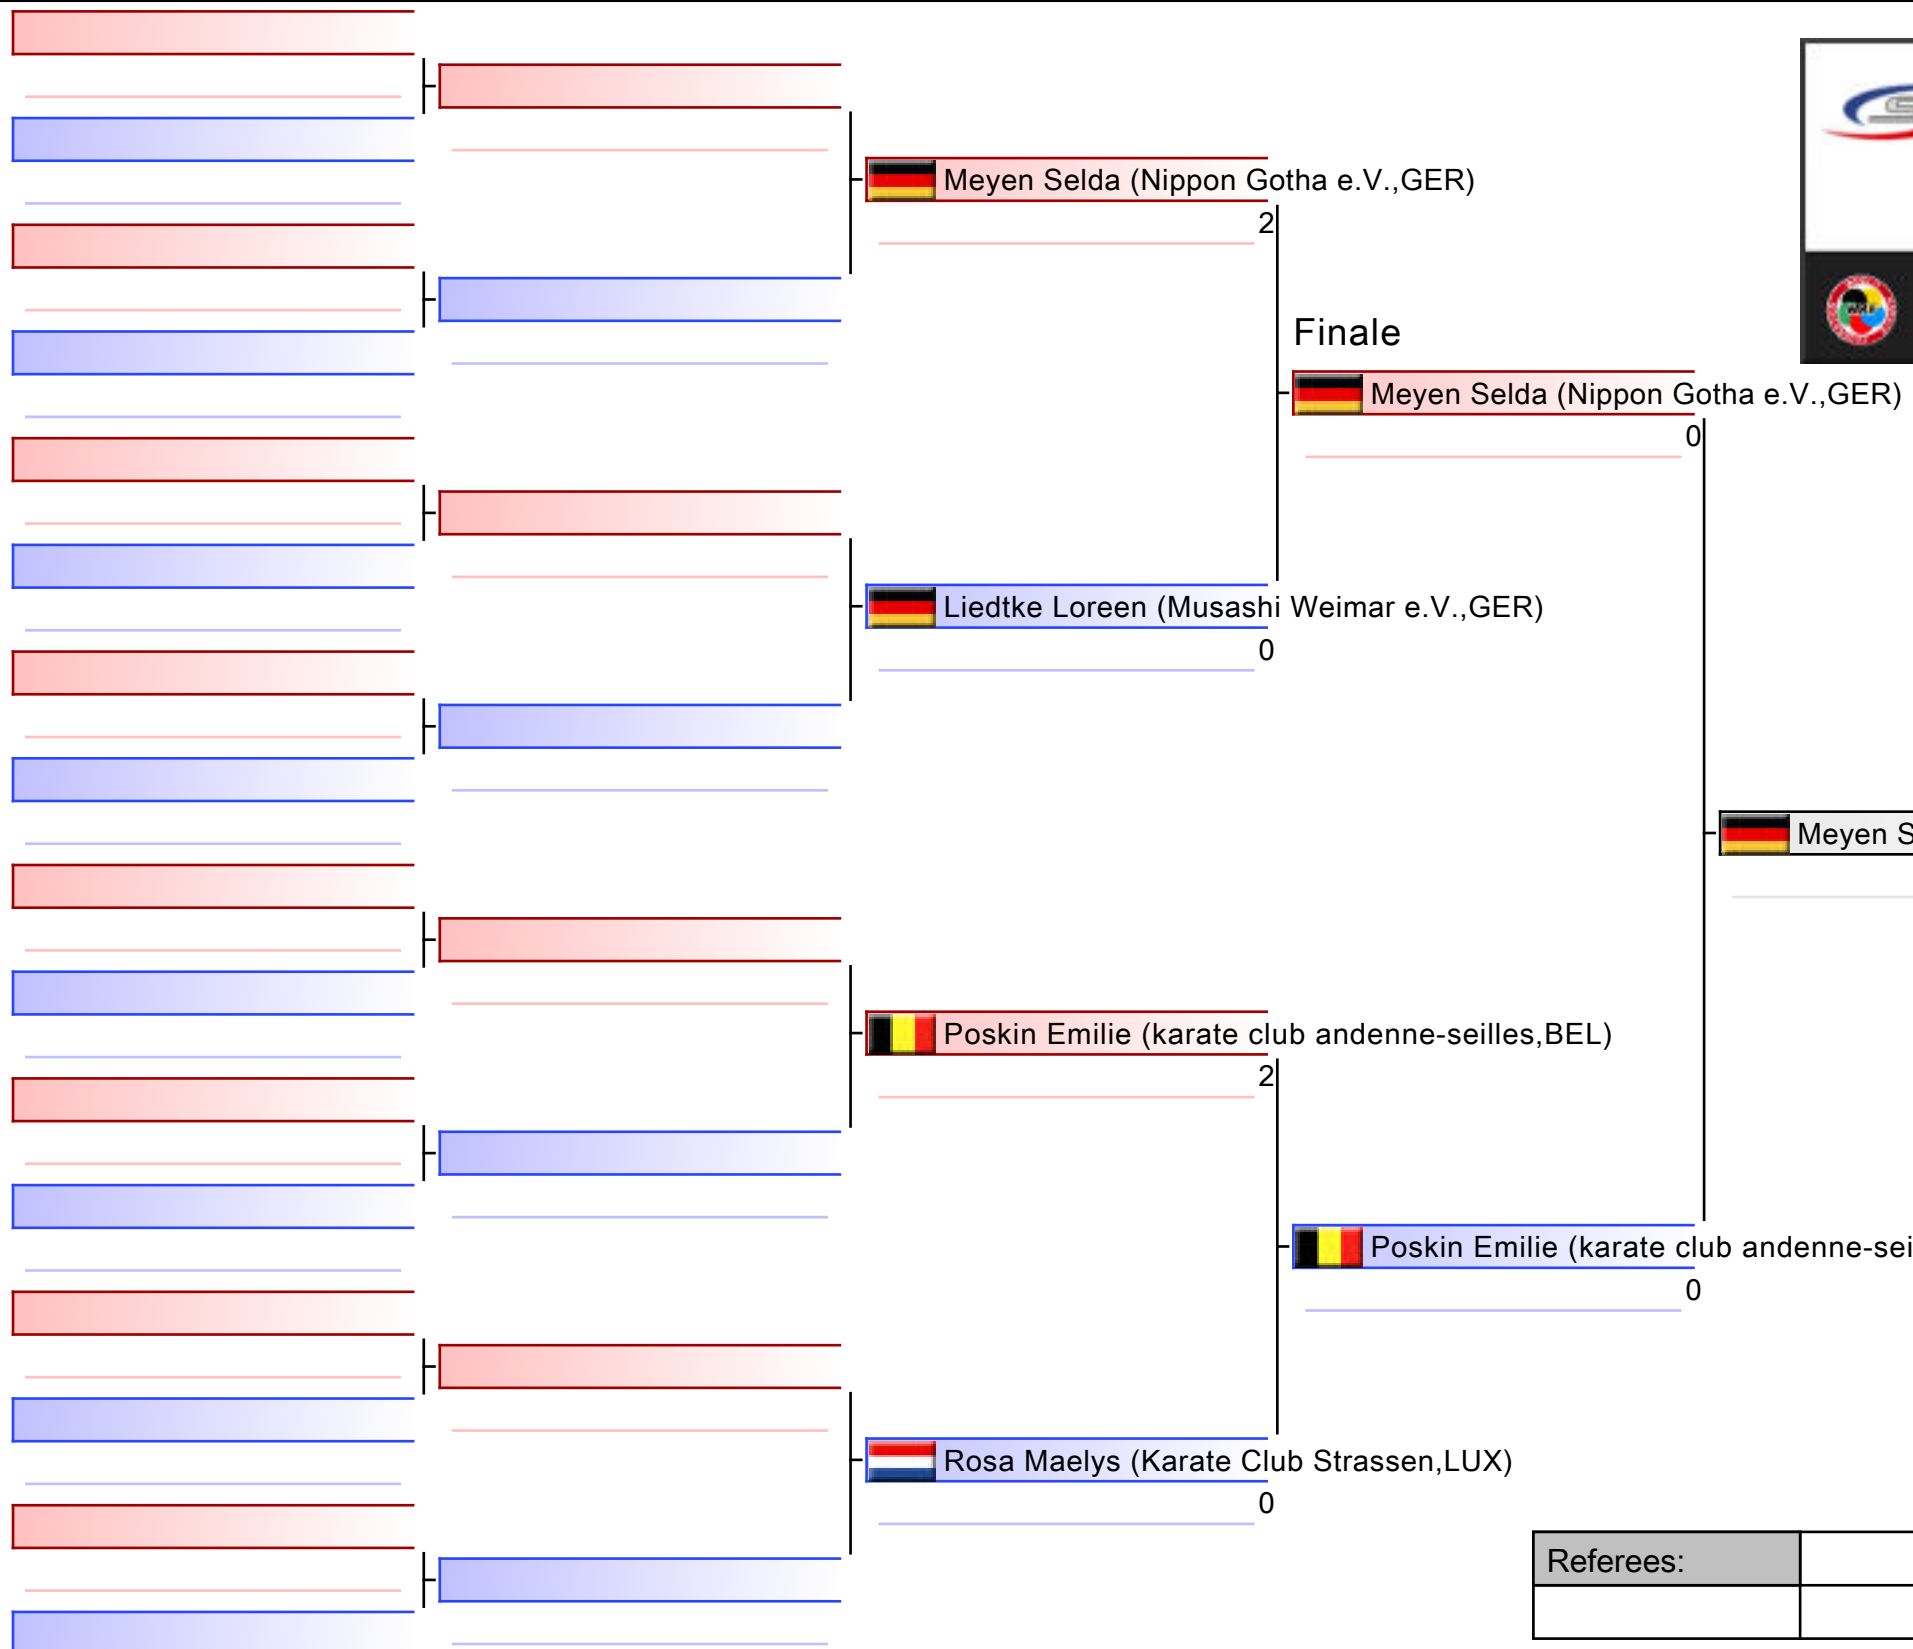 Meyen Selda (Nippon Gotha e.V.,GER)
2
Finale
Meyen Selda (Nippon Gotha e.V.,GER)
0
Liedtke Loreen (Musashi Weimar e.V.,GER)
0
Meyen S
Poskin Emilie (karate club andenne-seilles,BEL)
2
Poskin Emilie (karate club andenne-sei
0
Rosa Maelys (Karate Club Strassen,LUX)
0
Referees: